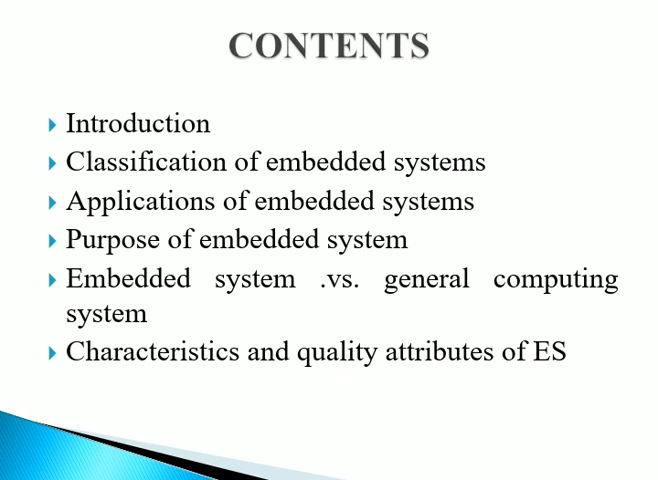 CONTENTS
Introduction
Classification of embedded systems
Applications of embedded systems
Purpose of embedded system
Embedded system .vs. general computing
system
Characteristics and quality attributes of ES